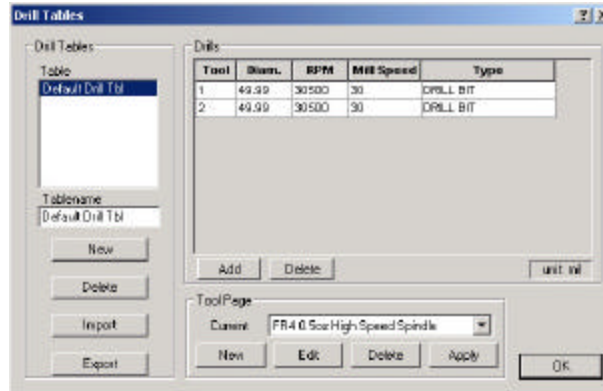 Drill Tables
Drill Tables
Table
Default Drill Tbl
Tablename
Default Drill Tbl
New
Delete
Import
Export
Drills
Tool Diam. RPM Mill Speed Type
1 49.99 30500 30 DRILL BIT
2 49.99 30500 30 DRILL BIT
Add Delete
unit: mil
Tool Page
Current FR4 0.5oz High Speed Spindle
New Edit Delete Apply
OK